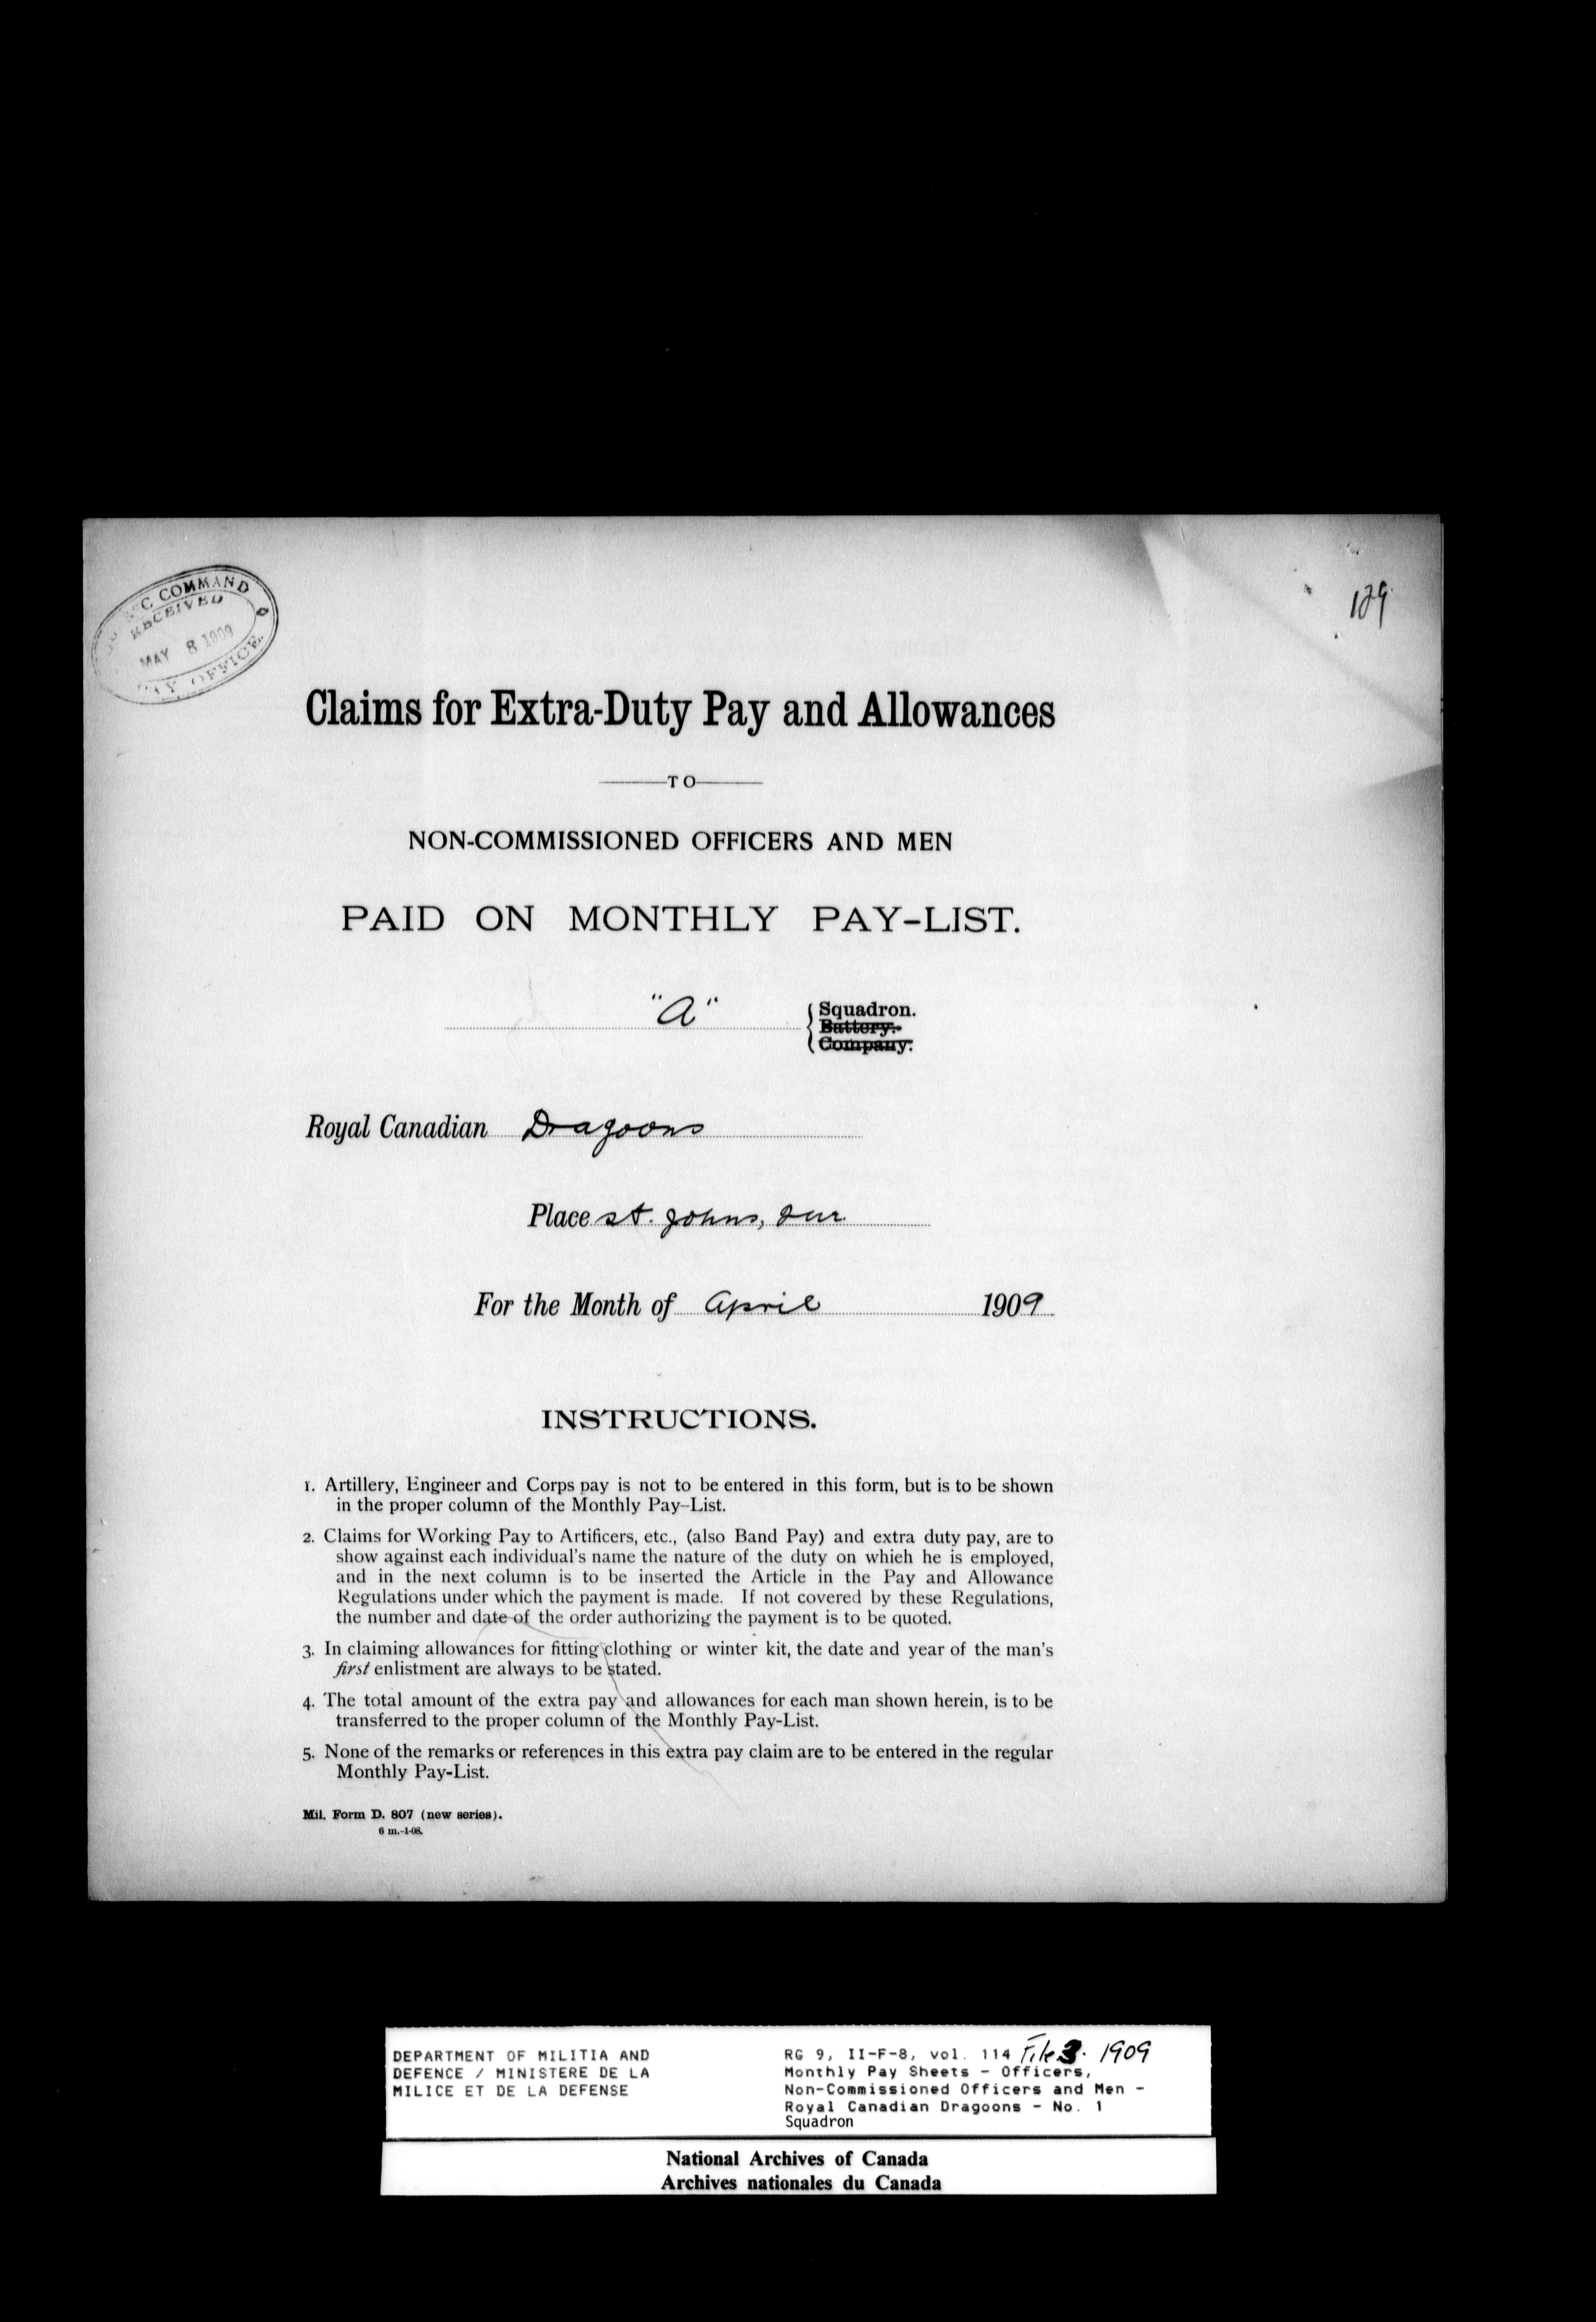 C COMMAND
RECEIVED
MAY 8 1909
PAY OFFICE
129
Claims for Extra-Duty Pay and Allowances
TO
NON-COMMISSIONED OFFICERS AND MEN
PAID ON MONTHLY PAY-LIST.
"A" Squadron.
Battery.
Company.
Royal Canadian Dragoons
Place St. Johns, Que.
For the Month of April 1909
INSTRUCTIONS.
1. Artillery, Engineer and Corps pay is not to be entered in this form, but is to be shown
in the proper column of the Monthly Pay-List.
2. Claims for Working Pay to Artificers, etc., (also Band Pay) and extra duty pay, are to
show against each individual's name the nature of the duty on which he is employed,
and in the next column is to be inserted the Article in the Pay and Allowance
Regulations under which the payment is made. If not covered by these Regulations,
the number and date of the order authorizing the payment is to be quoted.
3. In claiming allowances for fitting clothing or winter kit, the date and year of the man's
first enlistment are always to be stated.
4. The total amount of the extra pay and allowances for each man shown herein, is to be
transferred to the proper column of the Monthly Pay-List.
5. None of the remarks or references in this extra pay claim are to be entered in the regular
Monthly Pay-List.
Mil. Form D. 807 (new series).
6 m.-1-08.
DEPARTMENT OF MILITIA AND
DEFENCE / MINISTERE DE LA
MILICE ET DE LA DEFENSE
RG 9, II-F-8, vol. 114 File 3. 1909
Monthly Pay Sheets - Officers,
Non-Commissioned Officers and Men -
Royal Canadian Dragoons - No. 1
Squadron
National Archives of Canada
Archives nationales du Canada